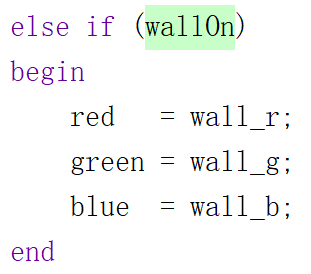 else if (wallOn)
begin
    red   = wall_r;
    green = wall_g;
    blue  = wall_b;
end